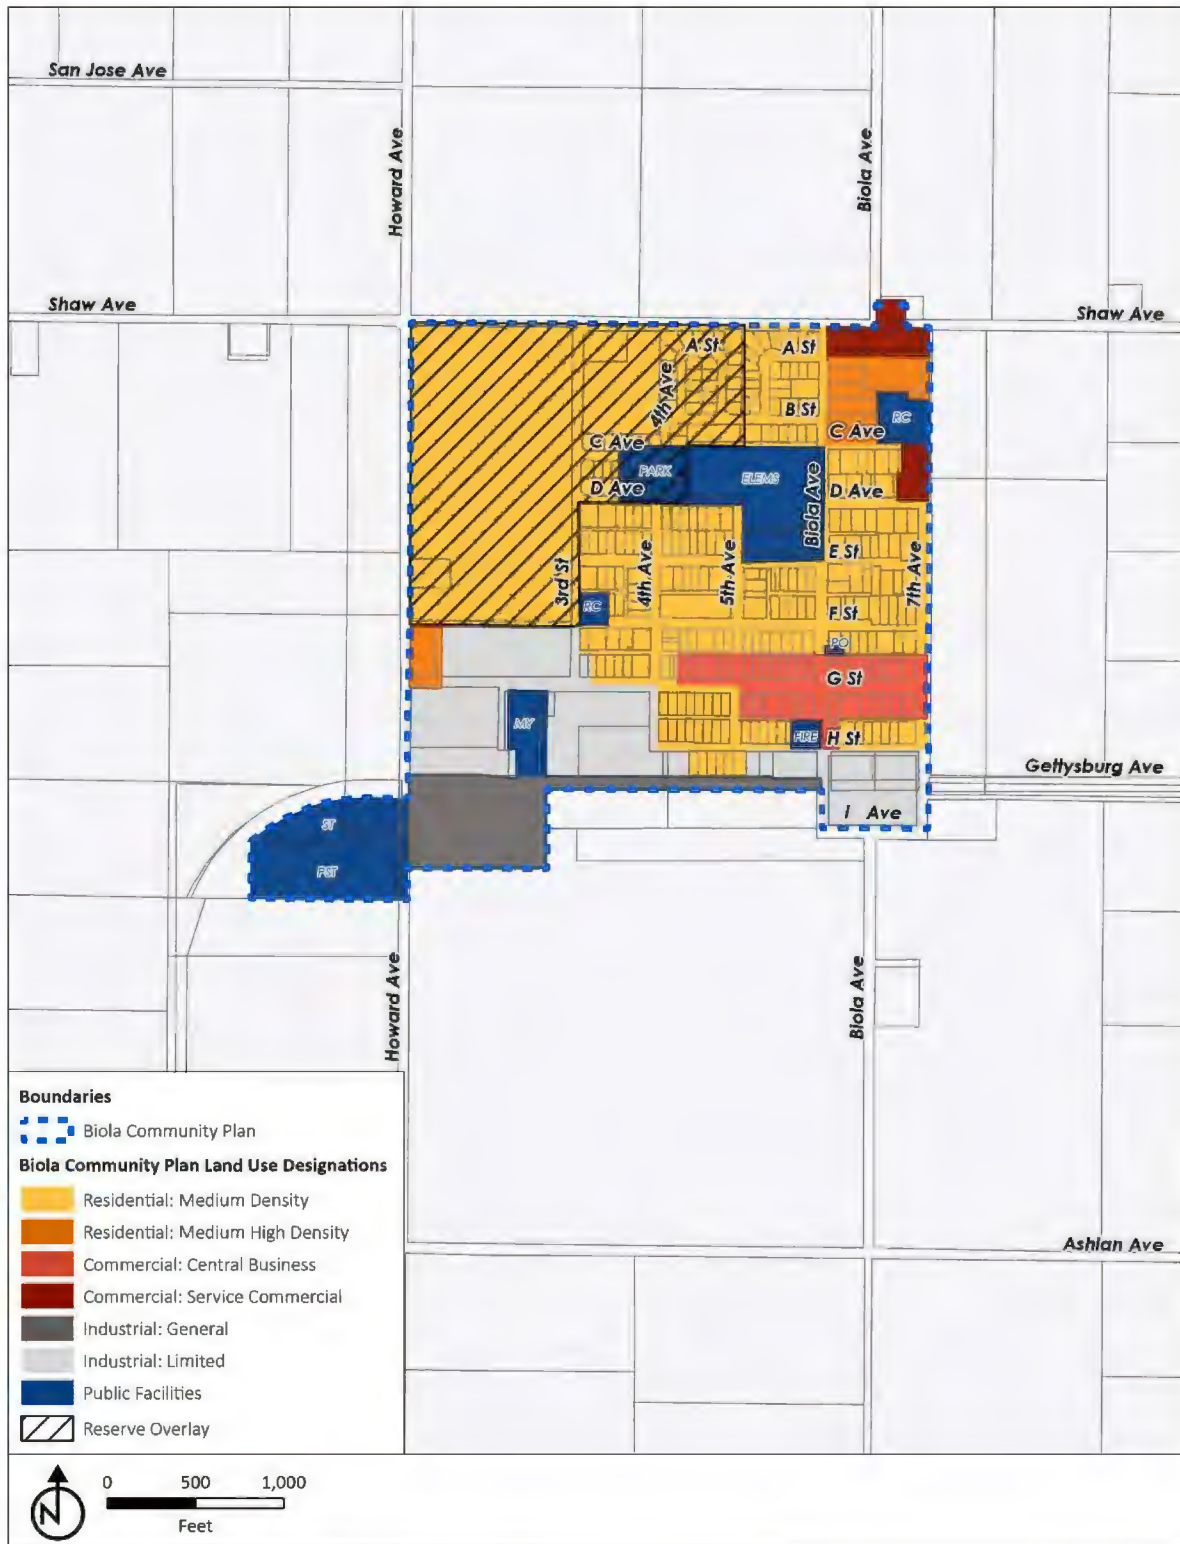 San Jose Ave
Howard Ave
Biola Ave
Shaw Ave
Shaw Ave
A St
A St
4th Ave
B St
RC
C Ave
C Ave
PARK
ELEMS
D Ave
D Ave
Biola Ave
E St
3rd St
4th Ave
5th Ave
7th Ave
RC
F St
PO
G St
MY
FIRE
H St
Gettysburg Ave
I Ave
ST
PST
Howard Ave
Biola Ave
Ashlan Ave
Boundaries
Biola Community Plan
Biola Community Plan Land Use Designations
Residential: Medium Density
Residential: Medium High Density
Commercial: Central Business
Commercial: Service Commercial
Industrial: General
Industrial: Limited
Public Facilities
Reserve Overlay
N
0 500 1,000
Feet